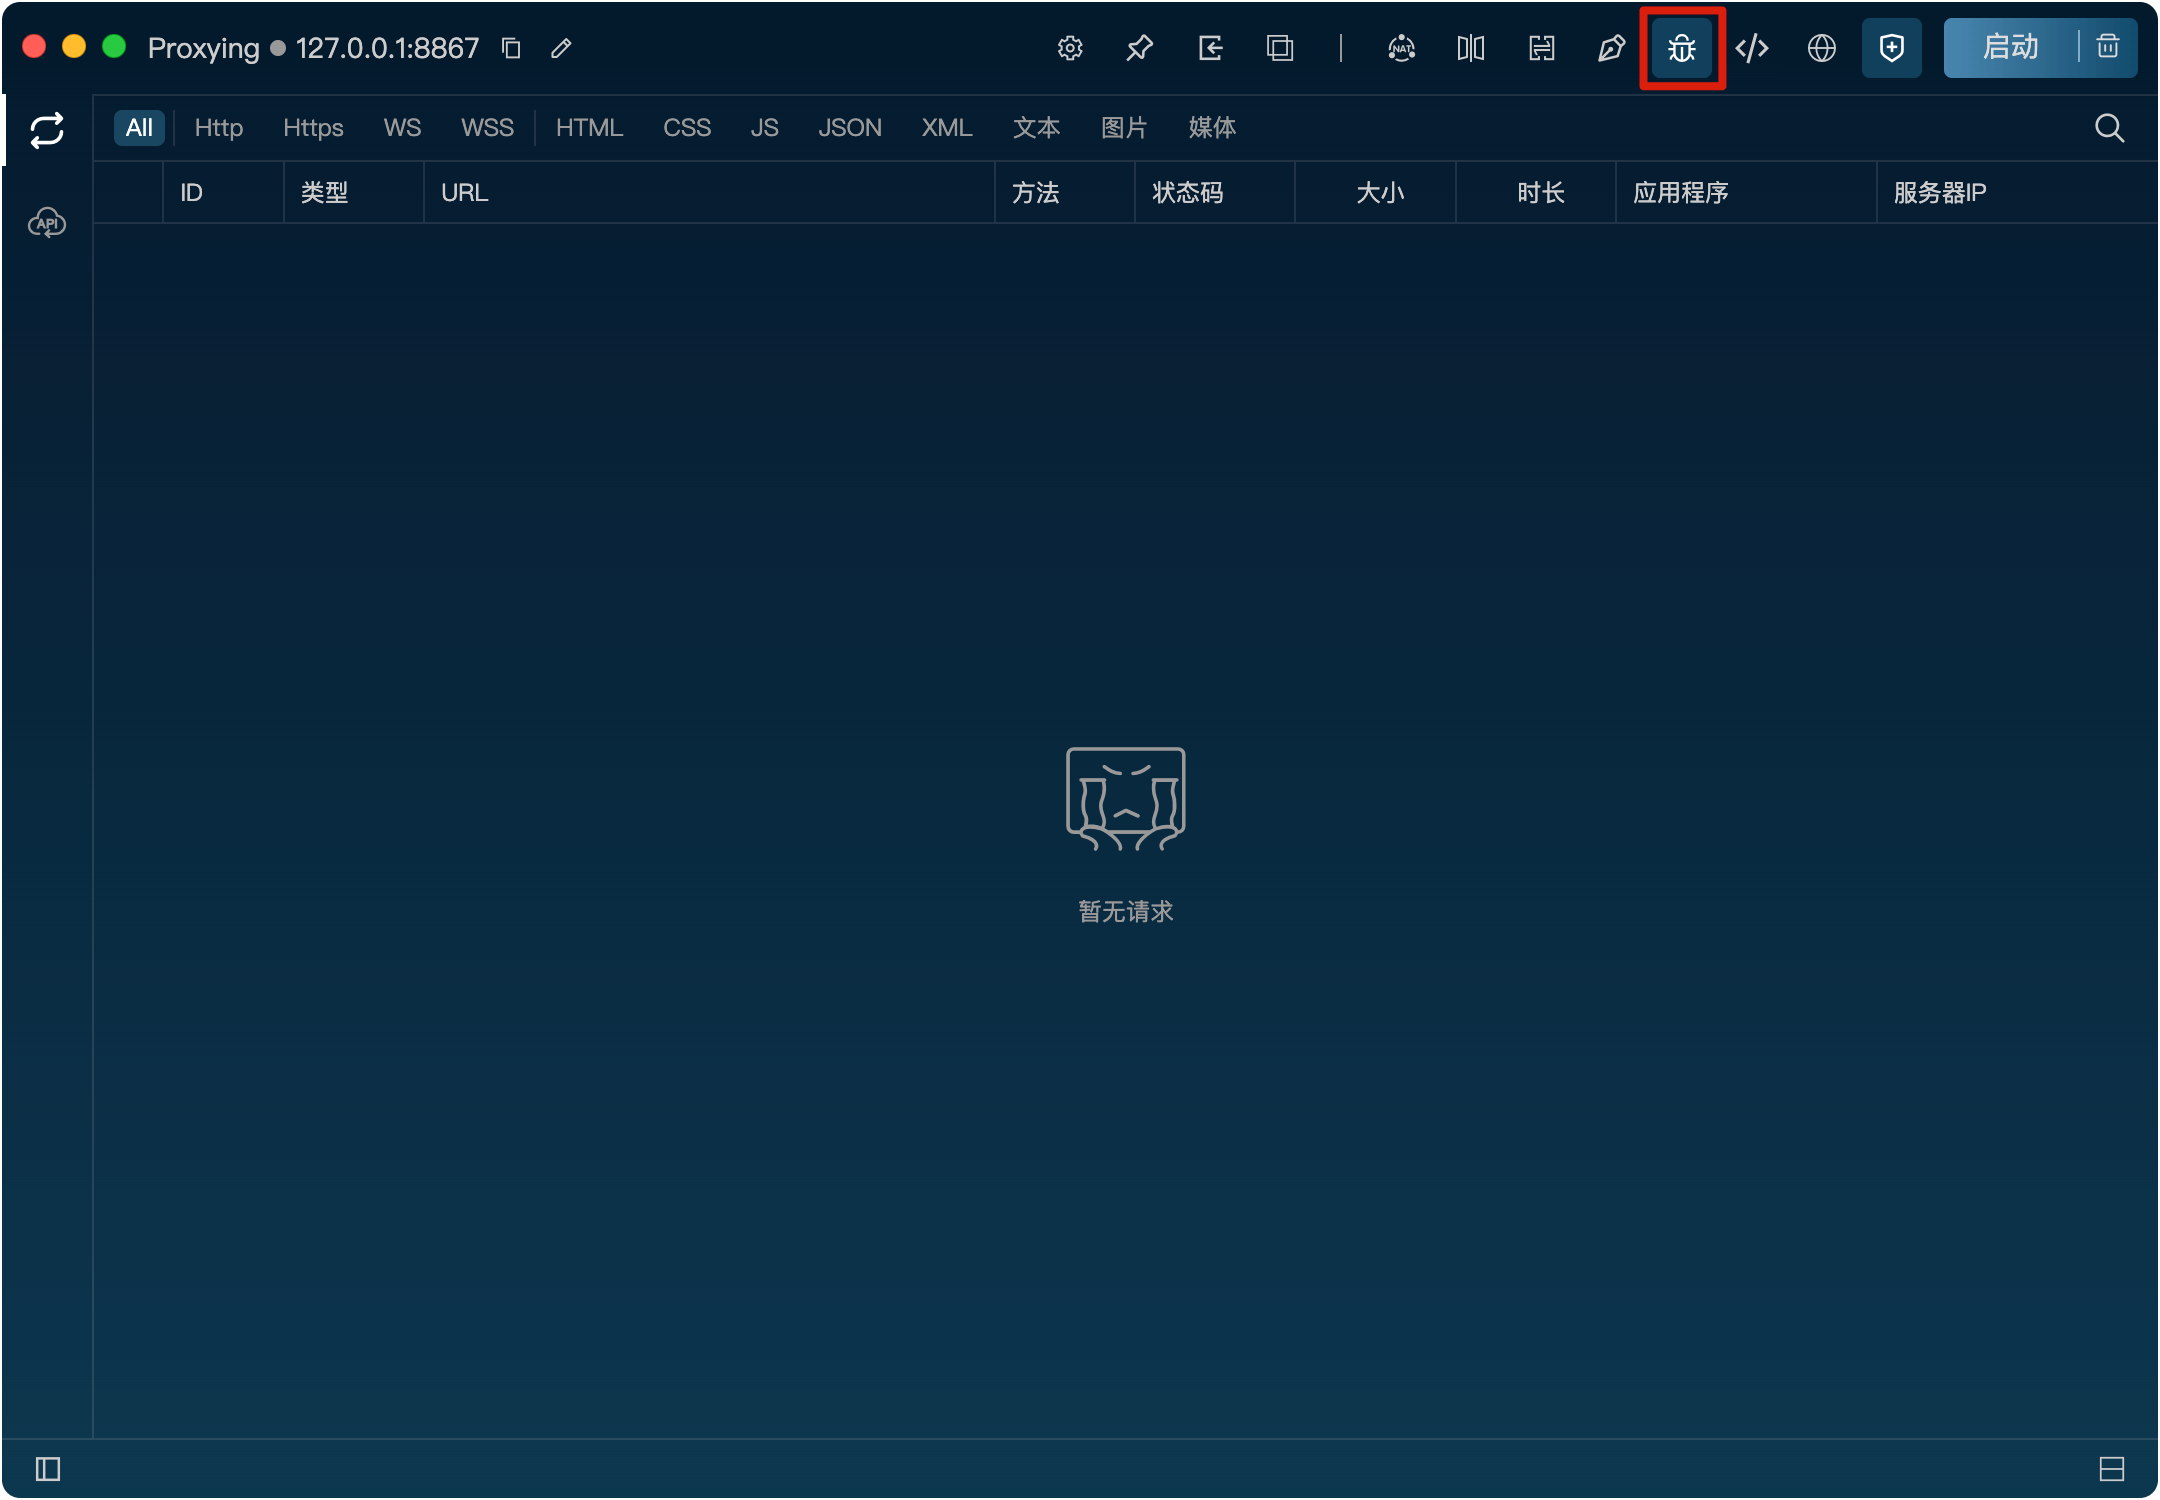 Proxying 127.0.0.1:8867 NAT 启动
All Http Https WS WSS HTML CSS JS JSON XML 文本 图片 媒体
ID 类型 URL 方法 状态码 大小 时长 应用程序 服务器IP
API
暂无请求